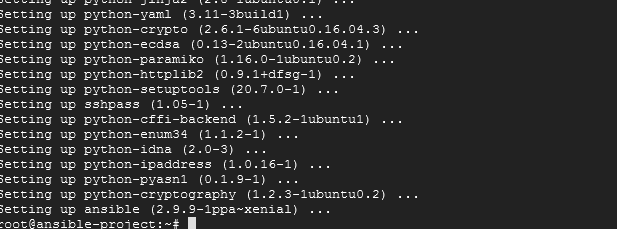 Setting up python-jinja2 (2.8-1ubuntu0.1) ...
Setting up python-yaml (3.11-3build1) ...
Setting up python-crypto (2.6.1-6ubuntu0.16.04.3) ...
Setting up python-ecdsa (0.13-2ubuntu0.16.04.1) ...
Setting up python-paramiko (1.16.0-1ubuntu0.2) ...
Setting up python-httplib2 (0.9.1+dfsg-1) ...
Setting up python-setuptools (20.7.0-1) ...
Setting up sshpass (1.05-1) ...
Setting up python-cffi-backend (1.5.2-1ubuntu1) ...
Setting up python-enum34 (1.1.2-1) ...
Setting up python-idna (2.0-3) ...
Setting up python-ipaddress (1.0.16-1) ...
Setting up python-pyasn1 (0.1.9-1) ...
Setting up python-cryptography (1.2.3-1ubuntu0.2) ...
Setting up ansible (2.9.9-1ppa~xenial) ...
root@ansible-project:~#